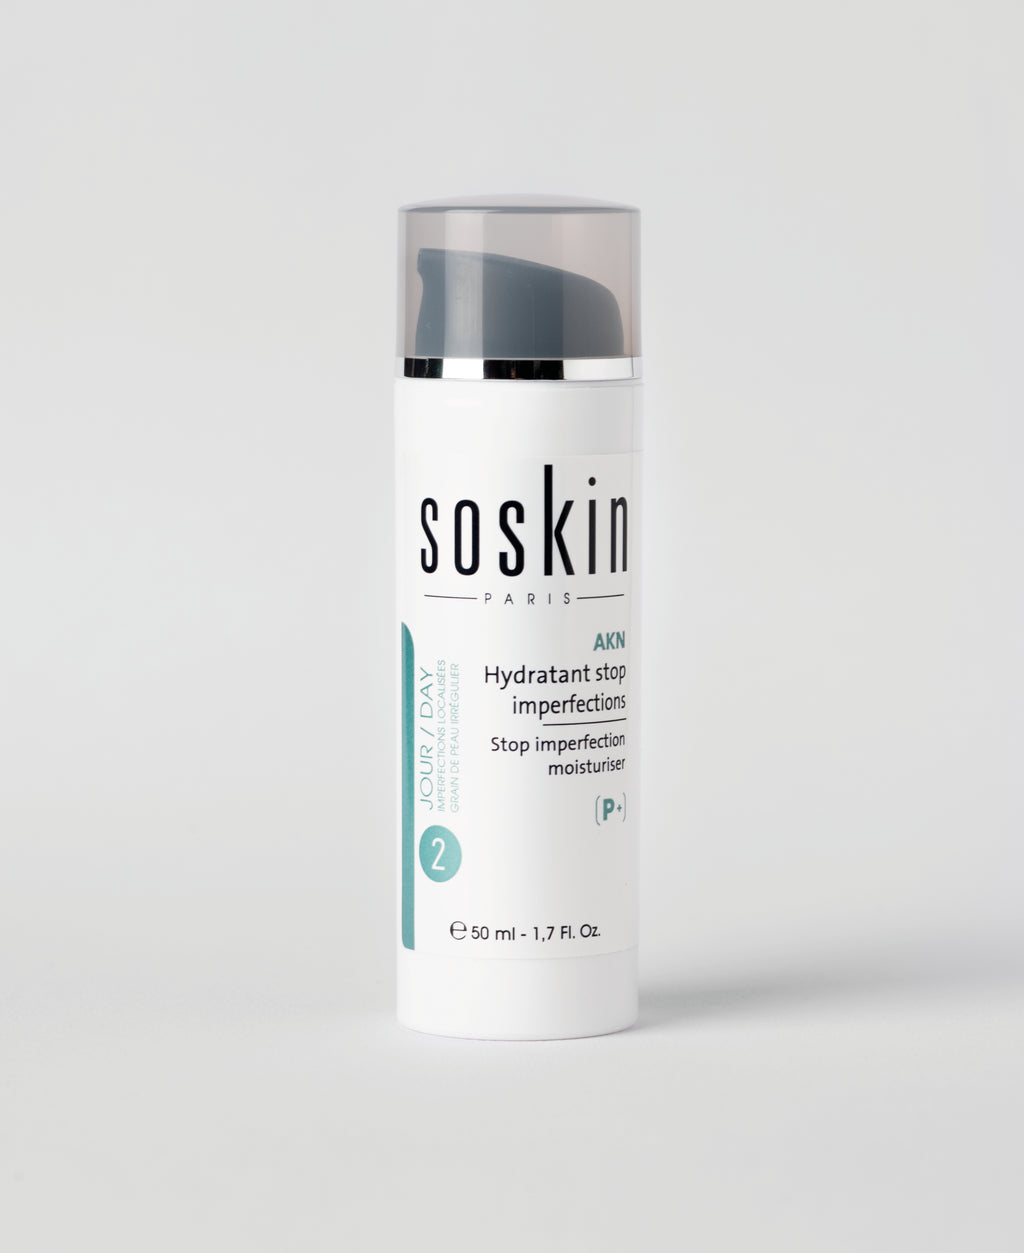 soskin
PARIS
AKN
Hydratant stop
imperfections
Stop imperfection
moisturiser
[P+]
JOUR / DAY
IMPERFECTIONS LOCALISÉES
GRAIN DE PEAU IRRÉGULIER
2
℮ 50 ml - 1,7 Fl. Oz.